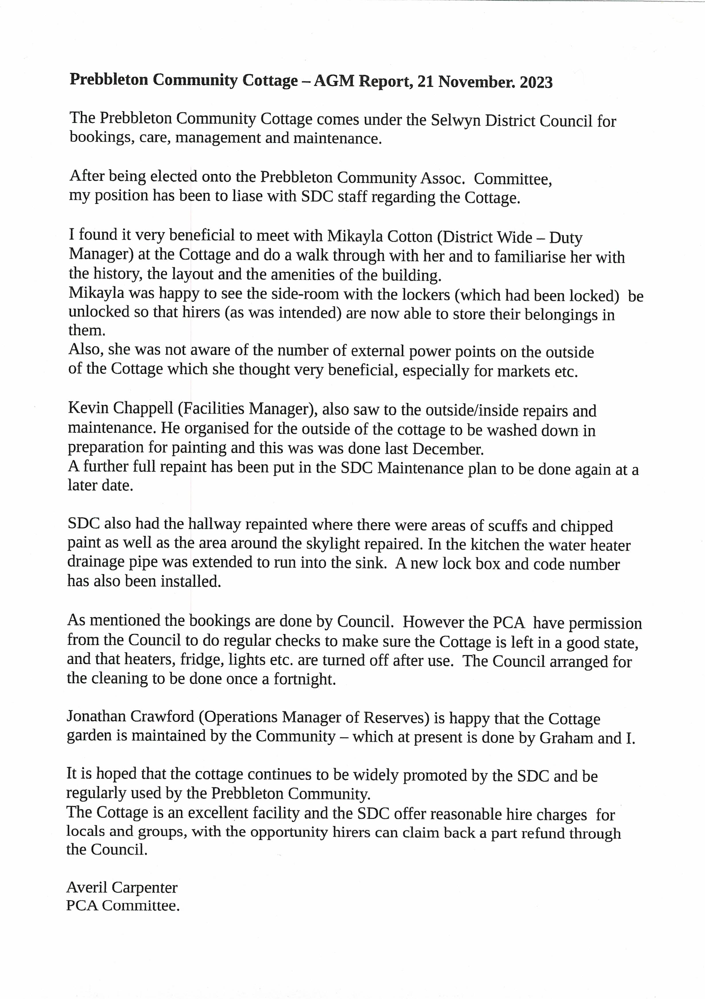 Prebbleton Community Cottage – AGM Report, 21 November. 2023
The Prebbleton Community Cottage comes under the Selwyn District Council for
bookings, care, management and maintenance.
After being elected onto the Prebbleton Community Assoc.  Committee,
my position has been to liase with SDC staff regarding the Cottage.
I found it very beneficial to meet with Mikayla Cotton (District Wide – Duty
Manager) at the Cottage and do a walk through with her and to familiarise her with
the history, the layout and the amenities of the building.
Mikayla was happy to see the side-room with the lockers (which had been locked)  be
unlocked so that hirers (as was intended) are now able to store their belongings in
them.
Also, she was not aware of the number of external power points on the outside
of the Cottage which she thought very beneficial, especially for markets etc.
Kevin Chappell (Facilities Manager), also saw to the outside/inside repairs and
maintenance. He organised for the outside of the cottage to be washed down in
preparation for painting and this was was done last December.
A further full repaint has been put in the SDC Maintenance plan to be done again at a
later date.
SDC also had the hallway repainted where there were areas of scuffs and chipped
paint as well as the area around the skylight repaired. In the kitchen the water heater
drainage pipe was extended to run into the sink.  A new lock box and code number
has also been installed.
As mentioned the bookings are done by Council.  However the PCA  have permission
from the Council to do regular checks to make sure the Cottage is left in a good state,
and that heaters, fridge, lights etc. are turned off after use.  The Council arranged for
the cleaning to be done once a fortnight.
Jonathan Crawford (Operations Manager of Reserves) is happy that the Cottage
garden is maintained by the Community – which at present is done by Graham and I.
It is hoped that the cottage continues to be widely promoted by the SDC and be
regularly used by the Prebbleton Community.
The Cottage is an excellent facility and the SDC offer reasonable hire charges  for
locals and groups, with the opportunity hirers can claim back a part refund through
the Council.
Averil Carpenter
PCA Committee.